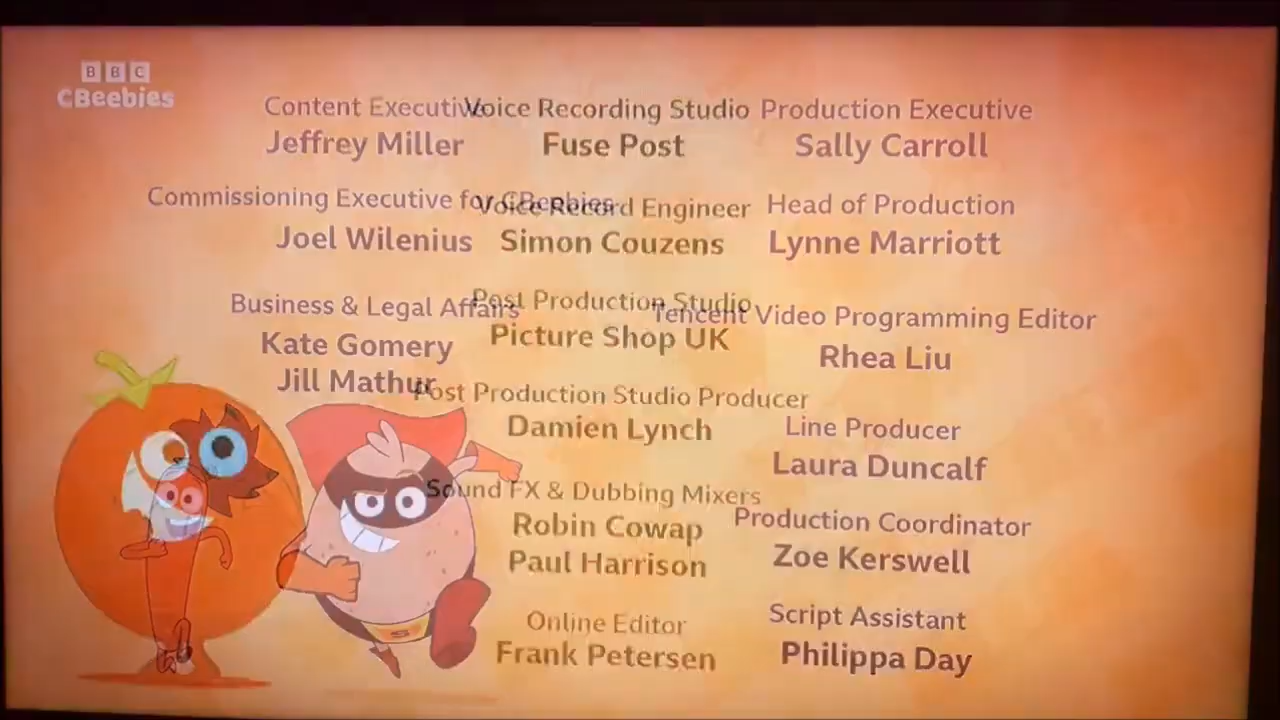 BBC
CBeebies
Content Executive
Jeffrey Miller
Commissioning Executive for CBeebies
Joel Wilenius
Business & Legal Affairs
Kate Gomery
Jill Mathur
Voice Recording Studio
Fuse Post
Voice Record Engineer
Simon Couzens
Post Production Studio
Picture Shop UK
Post Production Studio Producer
Damien Lynch
Sound FX & Dubbing Mixers
Robin Cowap
Paul Harrison
Online Editor
Frank Petersen
Production Executive
Sally Carroll
Head of Production
Lynne Marriott
Tencent Video Programming Editor
Rhea Liu
Line Producer
Laura Duncalf
Production Coordinator
Zoe Kerswell
Script Assistant
Philippa Day
S